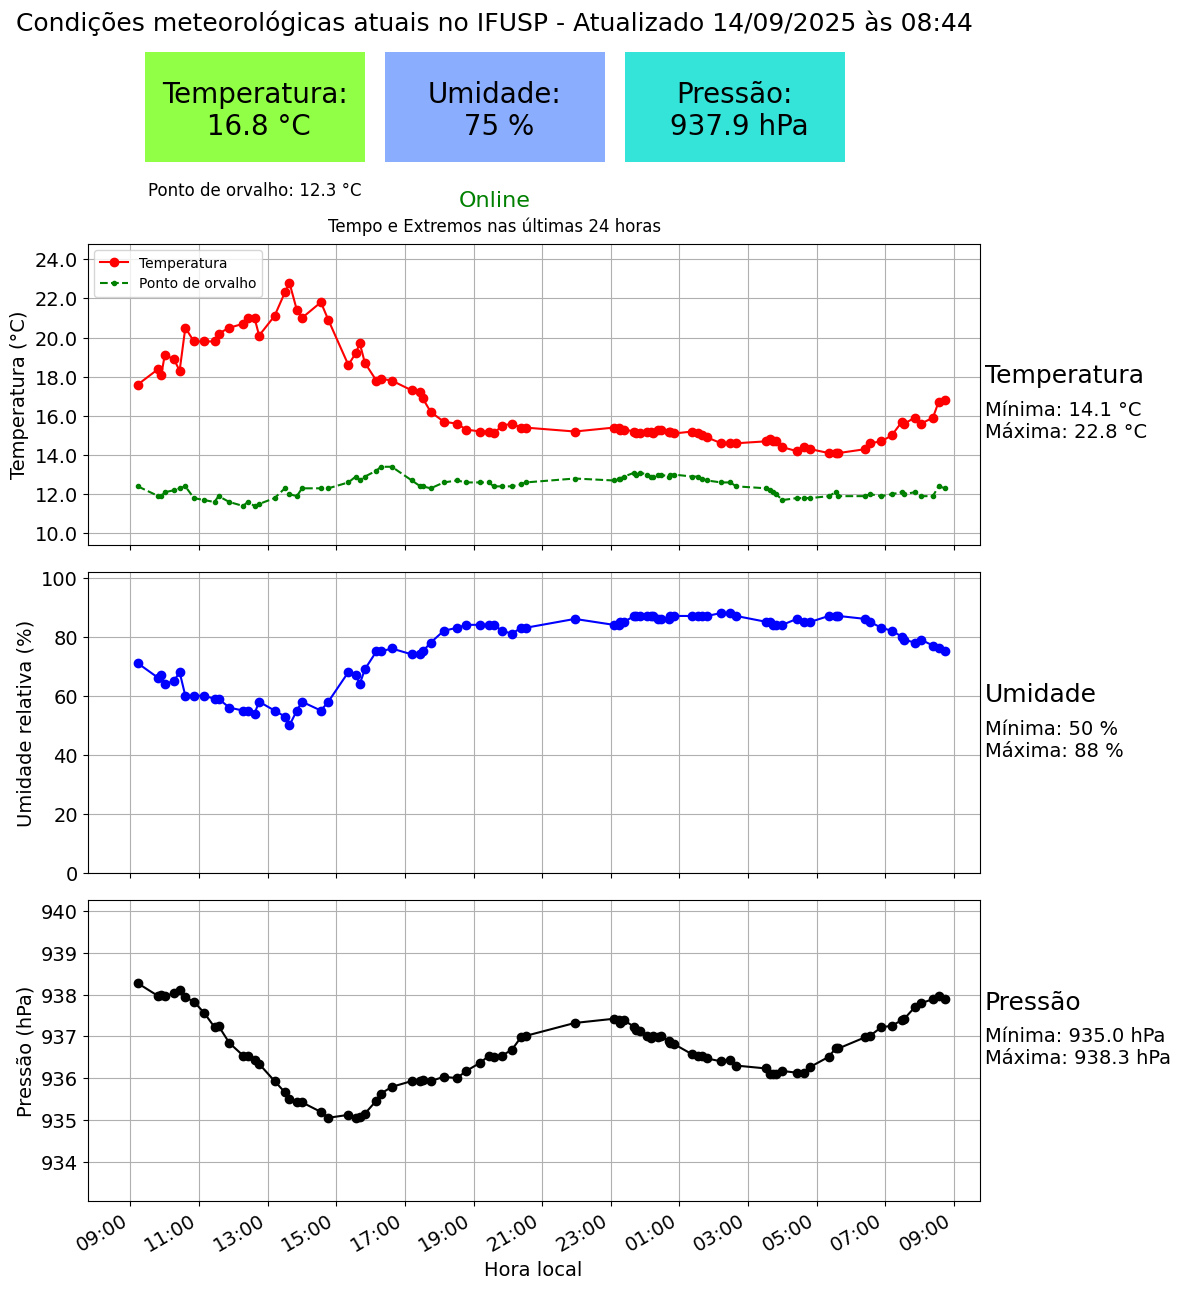 Condições meteorológicas atuais no IFUSP - Atualizado 14/09/2025 às 08:44
Temperatura:
16.8 °C
Umidade:
75 %
Pressão:
937.9 hPa
Ponto de orvalho: 12.3 °C
Online
Tempo e Extremos nas últimas 24 horas
Temperatura (°C)
24.0
22.0
20.0
18.0
16.0
14.0
12.0
10.0
Temperatura
Ponto de orvalho
Temperatura
Mínima: 14.1 °C
Máxima: 22.8 °C
Umidade relativa (%)
100
80
60
40
20
0
Umidade
Mínima: 50 %
Máxima: 88 %
Pressão (hPa)
940
939
938
937
936
935
934
Pressão
Mínima: 935.0 hPa
Máxima: 938.3 hPa
09:00
11:00
13:00
15:00
17:00
19:00
21:00
23:00
01:00
03:00
05:00
07:00
09:00
Hora local